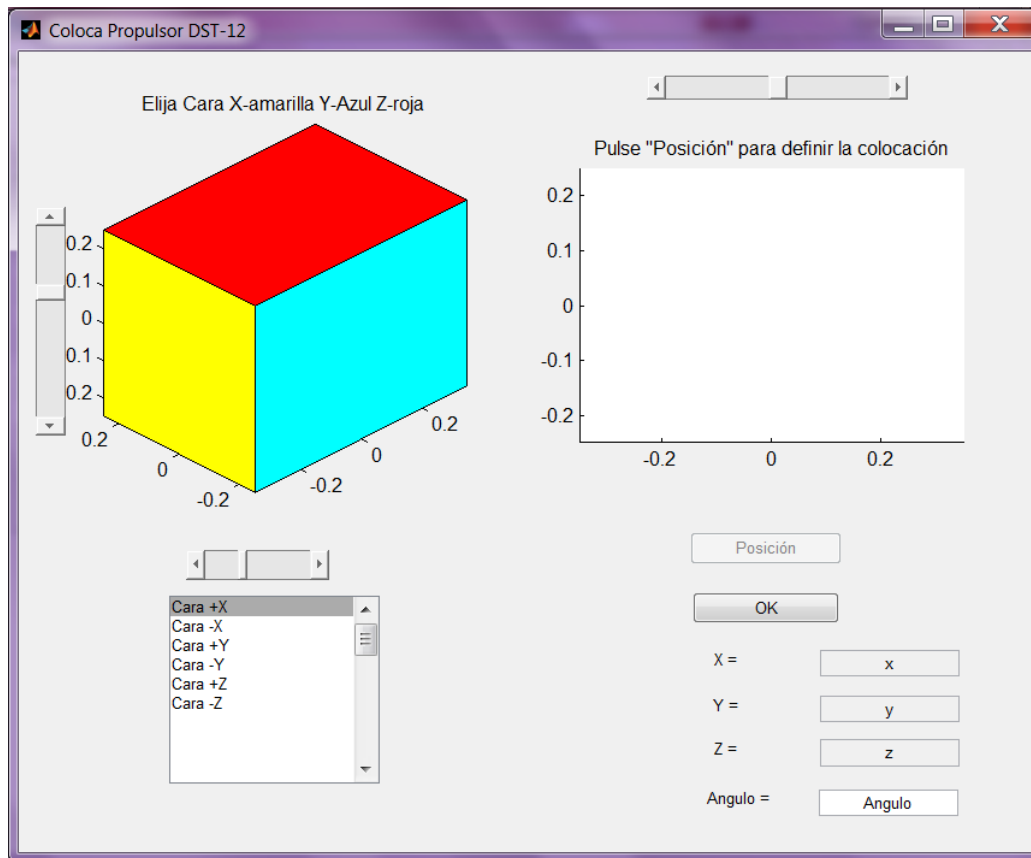 Coloca Propulsor DST-12
Elija Cara X-amarilla Y-Azul Z-roja
0.2
0.1
0
0.1
0.2
0.2
0
-0.2
-0.2
0
0.2
Cara +X
Cara -X
Cara +Y
Cara -Y
Cara +Z
Cara -Z
Pulse "Posición" para definir la colocación
0.2
0.1
0
-0.1
-0.2
-0.2 0 0.2
Posición
OK
X = x
Y = y
Z = z
Angulo = Angulo